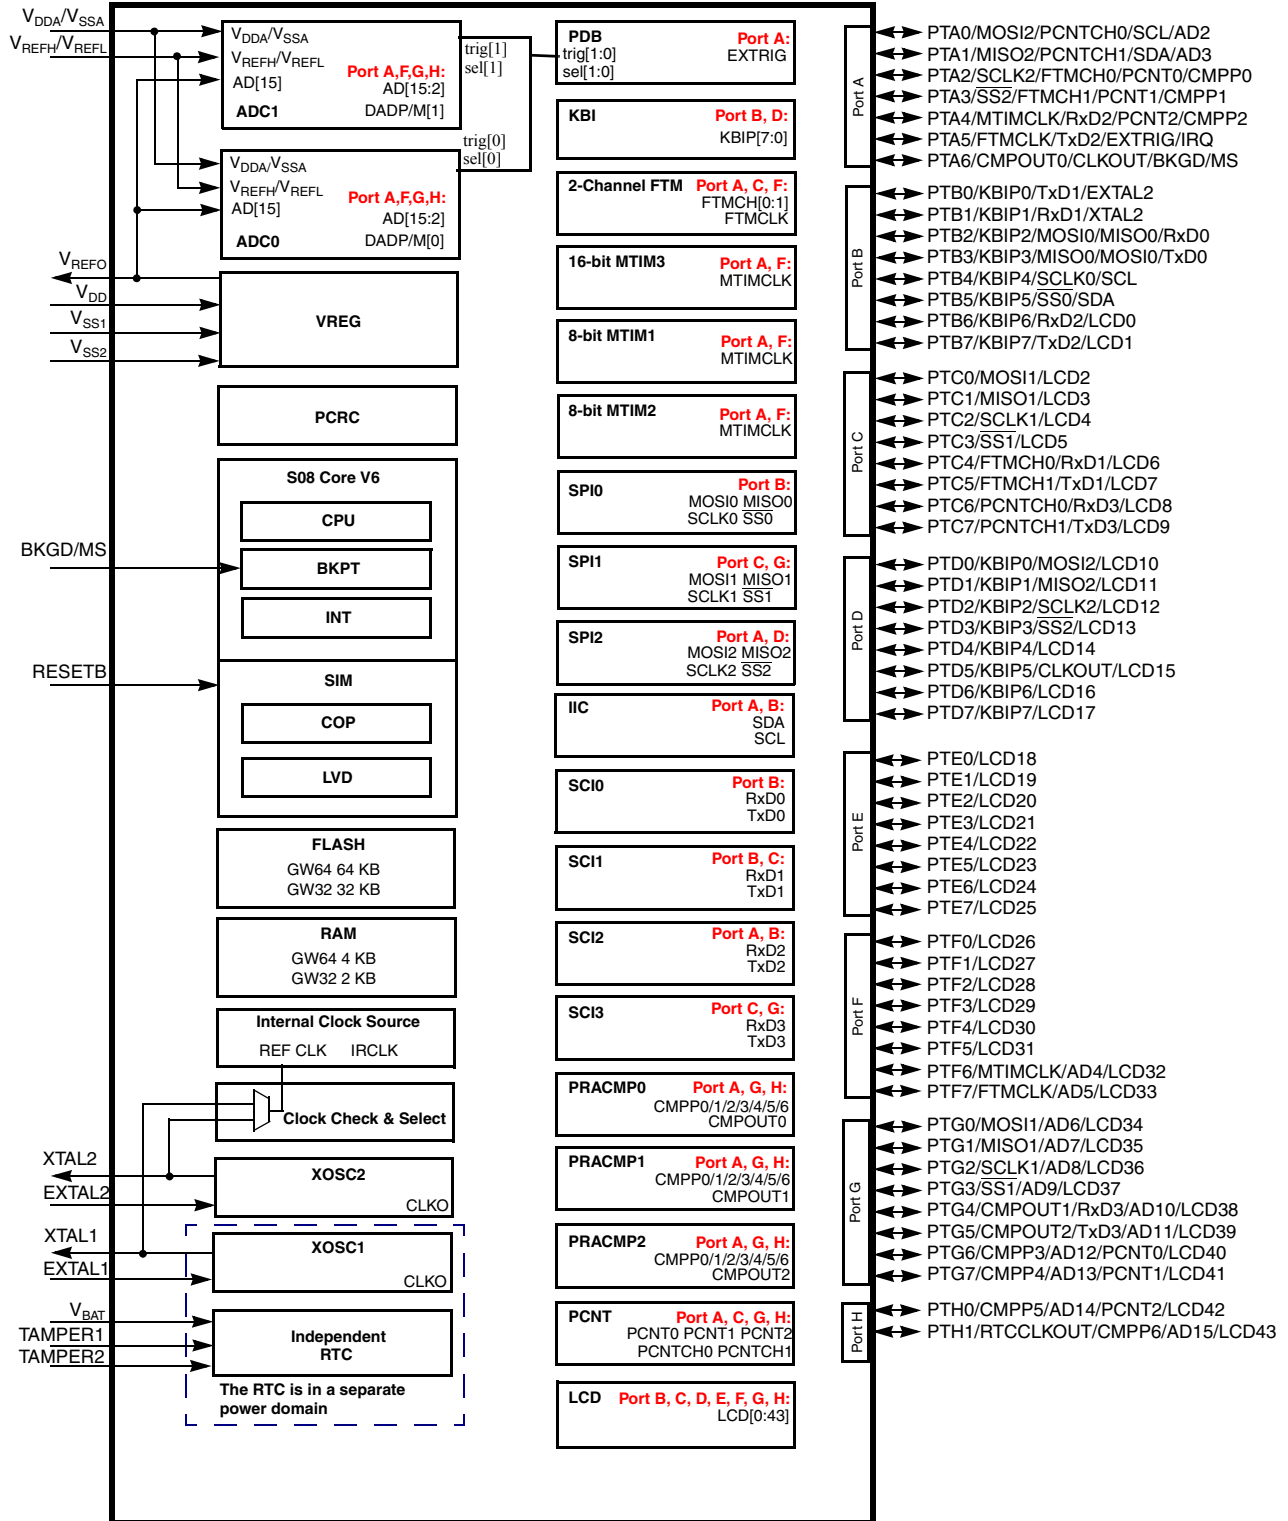 V_DDA/V_SSA
V_REFH/V_REFL
V_REFO
V_DD
V_SS1
V_SS2
BKGD/MS
RESETB
XTAL2
EXTAL2
XTAL1
EXTAL1
V_BAT
TAMPER1
TAMPER2
V_DDA/V_SSA
V_REFH/V_REFL
AD[15]
ADC1
Port A,F,G,H:
AD[15:2]
DADP/M[1]
trig[1]
sel[1]
trig[0]
sel[0]
V_DDA/V_SSA
V_REFH/V_REFL
AD[15]
ADC0
Port A,F,G,H:
AD[15:2]
DADP/M[0]
VREG
PCRC
S08 Core V6
CPU
BKPT
INT
SIM
COP
LVD
FLASH
GW64 64 KB
GW32 32 KB
RAM
GW64 4 KB
GW32 2 KB
Internal Clock Source
REF CLK IRCLK
Clock Check & Select
XOSC2
CLKO
XOSC1
CLKO
Independent
RTC
The RTC is in a separate
power domain
PDB Port A:
trig[1:0] EXTRIG
sel[1:0]
KBI Port B, D:
KBIP[7:0]
2-Channel FTM Port A, C, F:
FTMCH[0:1]
FTMCLK
16-bit MTIM3 Port A, F:
MTIMCLK
8-bit MTIM1 Port A, F:
MTIMCLK
8-bit MTIM2 Port A, F:
MTIMCLK
SPI0 Port B:
MOSI0 MISO0
SCLK0 SS0
SPI1 Port C, G:
MOSI1 MISO1
SCLK1 SS1
SPI2 Port A, D:
MOSI2 MISO2
SCLK2 SS2
IIC Port A, B:
SDA
SCL
SCI0 Port B:
RxD0
TxD0
SCI1 Port B, C:
RxD1
TxD1
SCI2 Port A, B:
RxD2
TxD2
SCI3 Port C, G:
RxD3
TxD3
PRACMP0 Port A, G, H:
CMPP0/1/2/3/4/5/6
CMPOUT0
PRACMP1 Port A, G, H:
CMPP0/1/2/3/4/5/6
CMPOUT1
PRACMP2 Port A, G, H:
CMPP0/1/2/3/4/5/6
CMPOUT2
PCNT Port A, C, G, H:
PCNT0 PCNT1 PCNT2
PCNTCH0 PCNTCH1
LCD Port B, C, D, E, F, G, H:
LCD[0:43]
Port A
PTA0/MOSI2/PCNTCH0/SCL/AD2
PTA1/MISO2/PCNTCH1/SDA/AD3
PTA2/SCLK2/FTMCH0/PCNT0/CMPP0
PTA3/SS2/FTMCH1/PCNT1/CMPP1
PTA4/MTIMCLK/RxD2/PCNT2/CMPP2
PTA5/FTMCLK/TxD2/EXTRIG/IRQ
PTA6/CMPOUT0/CLKOUT/BKGD/MS
Port B
PTB0/KBIP0/TxD1/EXTAL2
PTB1/KBIP1/RxD1/XTAL2
PTB2/KBIP2/MOSI0/MISO0/RxD0
PTB3/KBIP3/MISO0/MOSI0/TxD0
PTB4/KBIP4/SCLK0/SCL
PTB5/KBIP5/SS0/SDA
PTB6/KBIP6/RxD2/LCD0
PTB7/KBIP7/TxD2/LCD1
Port C
PTC0/MOSI1/LCD2
PTC1/MISO1/LCD3
PTC2/SCLK1/LCD4
PTC3/SS1/LCD5
PTC4/FTMCH0/RxD1/LCD6
PTC5/FTMCH1/TxD1/LCD7
PTC6/PCNTCH0/RxD3/LCD8
PTC7/PCNTCH1/TxD3/LCD9
Port D
PTD0/KBIP0/MOSI2/LCD10
PTD1/KBIP1/MISO2/LCD11
PTD2/KBIP2/SCLK2/LCD12
PTD3/KBIP3/SS2/LCD13
PTD4/KBIP4/LCD14
PTD5/KBIP5/CLKOUT/LCD15
PTD6/KBIP6/LCD16
PTD7/KBIP7/LCD17
Port E
PTE0/LCD18
PTE1/LCD19
PTE2/LCD20
PTE3/LCD21
PTE4/LCD22
PTE5/LCD23
PTE6/LCD24
PTE7/LCD25
Port F
PTF0/LCD26
PTF1/LCD27
PTF2/LCD28
PTF3/LCD29
PTF4/LCD30
PTF5/LCD31
PTF6/MTIMCLK/AD4/LCD32
PTF7/FTMCLK/AD5/LCD33
Port G
PTG0/MOSI1/AD6/LCD34
PTG1/MISO1/AD7/LCD35
PTG2/SCLK1/AD8/LCD36
PTG3/SS1/AD9/LCD37
PTG4/CMPOUT1/RxD3/AD10/LCD38
PTG5/CMPOUT2/TxD3/AD11/LCD39
PTG6/CMPP3/AD12/PCNT0/LCD40
PTG7/CMPP4/AD13/PCNT1/LCD41
Port H
PTH0/CMPP5/AD14/PCNT2/LCD42
PTH1/RTCCLKOUT/CMPP6/AD15/LCD43